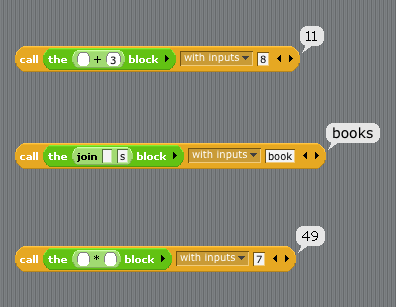 11
call the + 3 block with inputs 8
books
call the join s block with inputs book
49
call the * block with inputs 7